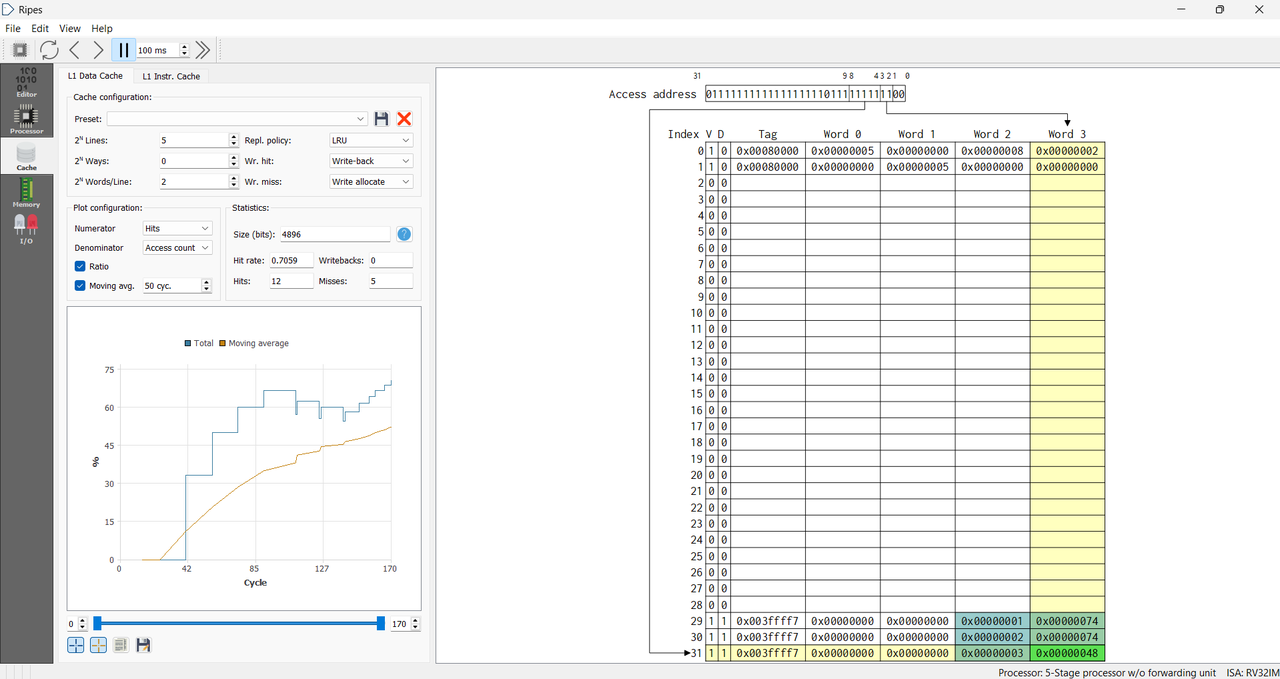 Ripes
File Edit View Help
100 ms
Editor
Processor
Cache
Memory
I/O
L1 Data Cache L1 Instr. Cache
Cache configuration:
Preset:
2ᴺ Lines: 5 Repl. policy: LRU
2ᴺ Ways: 0 Wr. hit: Write-back
2ᴺ Words/Line: 2 Wr. miss: Write allocate
Plot configuration:
Numerator Hits
Denominator Access count
Ratio
Moving avg. 50 cyc.
Statistics:
Size (bits): 4896
Hit rate: 0.7059 Writebacks: 0
Hits: 12 Misses: 5
Total Moving average
75
60
45
30
15
0
%
0 42 85 127 170
Cycle
0 170
31 9 8 4 3 2 1 0
Access address 01111111111111111110111111111100
Index V D Tag Word 0 Word 1 Word 2 Word 3
0 1 0 0x00080000 0x00000005 0x00000000 0x00000008 0x00000002
1 1 0 0x00080000 0x00000000 0x00000005 0x00000000 0x00000000
2 0 0
3 0 0
4 0 0
5 0 0
6 0 0
7 0 0
8 0 0
9 0 0
10 0 0
11 0 0
12 0 0
13 0 0
14 0 0
15 0 0
16 0 0
17 0 0
18 0 0
19 0 0
20 0 0
21 0 0
22 0 0
23 0 0
24 0 0
25 0 0
26 0 0
27 0 0
28 0 0
29 1 1 0x003ffff7 0x00000000 0x00000000 0x00000001 0x00000074
30 1 1 0x003ffff7 0x00000000 0x00000000 0x00000002 0x00000074
31 1 1 0x003ffff7 0x00000000 0x00000000 0x00000003 0x00000048
Processor: 5-Stage processor w/o forwarding unit ISA: RV32IM